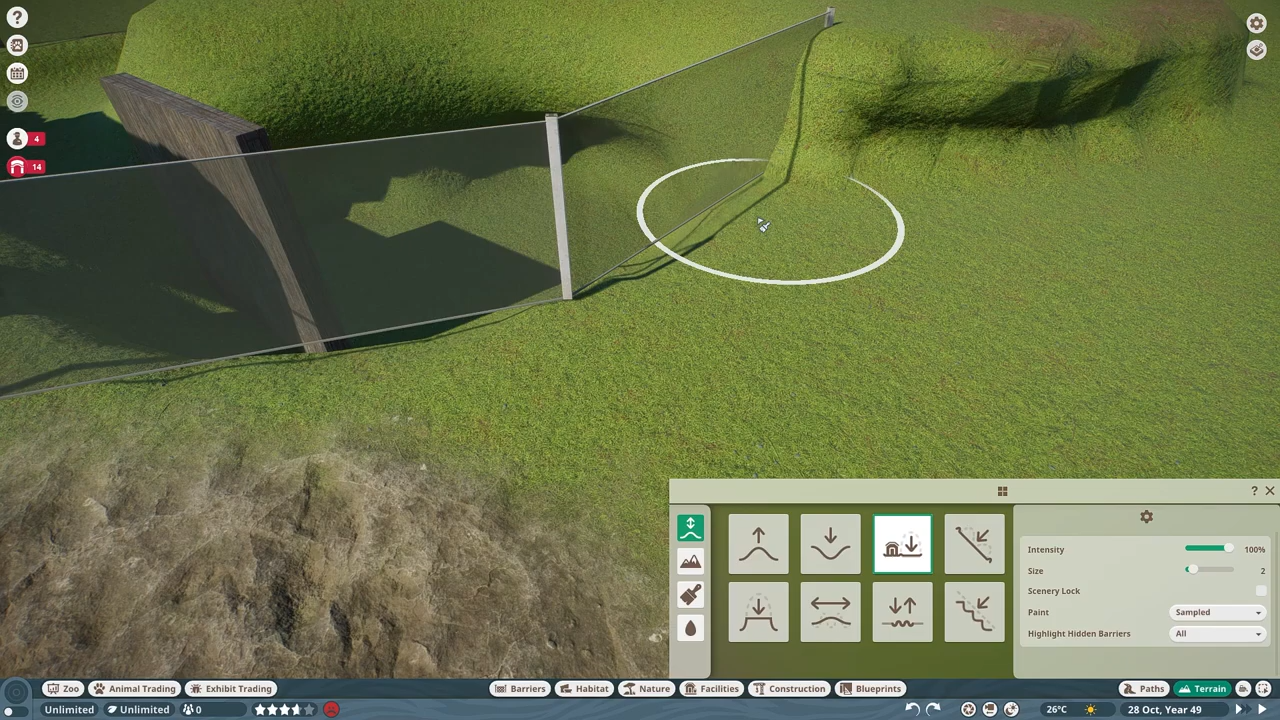 ?
4
14
? ✕
Intensity 100%
Size 2
Scenery Lock
Paint Sampled
Highlight Hidden Barriers All
Zoo Animal Trading Exhibit Trading Barriers Habitat Nature Facilities Construction Blueprints Paths Terrain
Unlimited Unlimited 0 26°C 28 Oct, Year 49